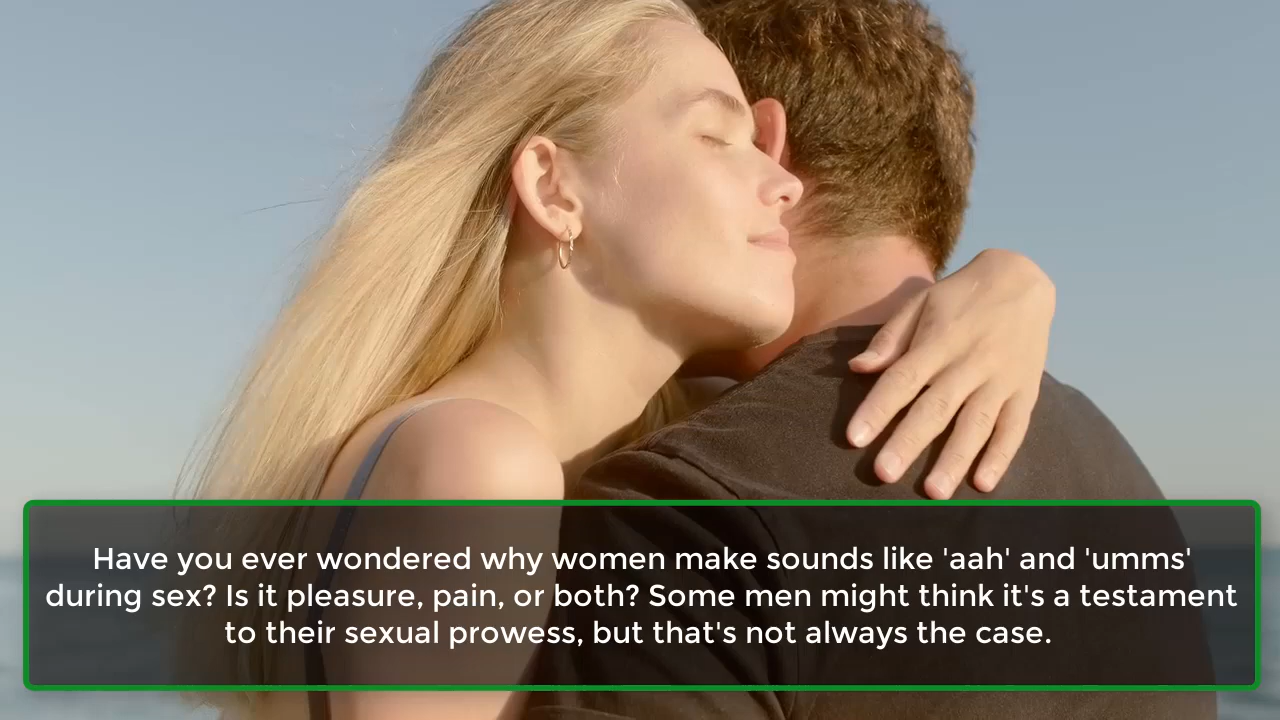 Have you ever wondered why women make sounds like 'aah' and 'umms'
during sex? Is it pleasure, pain, or both? Some men might think it's a testament
to their sexual prowess, but that's not always the case.